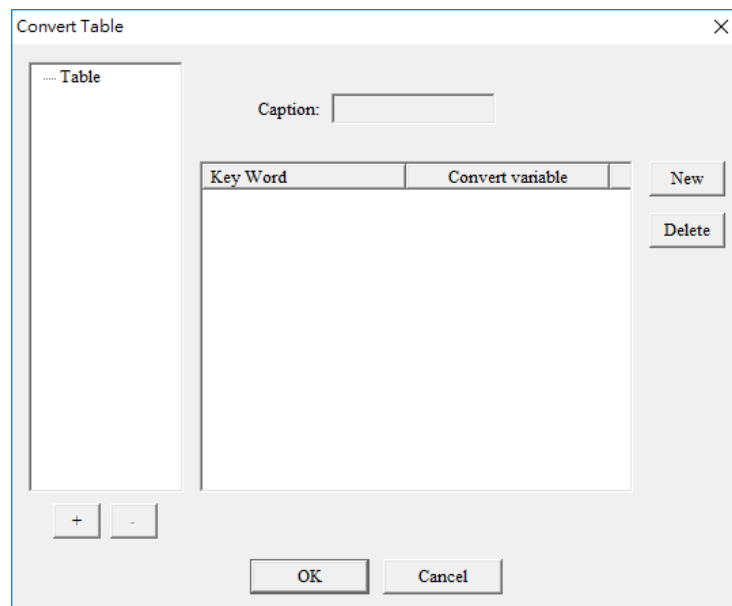 Convert Table
Table
Caption:
Key Word Convert variable
New
Delete
+ -
OK Cancel